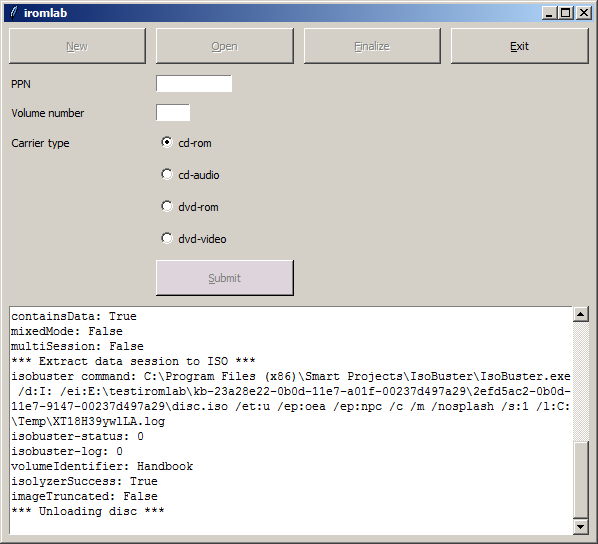 iromlab
New Open Finalize Exit
PPN
Volume number
Carrier type
cd-rom
cd-audio
dvd-rom
dvd-video
Submit
containsData: True
mixedMode: False
multiSession: False
*** Extract data session to ISO ***
isobuster command: C:\Program Files (x86)\Smart Projects\IsoBuster\IsoBuster.exe
/d:I: /ei:E:\testiromlab\kb-23a28e22-0b0d-11e7-a01f-00237d497a29\2efd5ac2-0b0d-
11e7-9147-00237d497a29\disc.iso /et:u /ep:oea /ep:npc /c /m /nosplash /s:1 /l:C:
\Temp\XT18H39ywlLA.log
isobuster-status: 0
isobuster-log: 0
volumeIdentifier: Handbook
isolyzerSuccess: True
imageTruncated: False
*** Unloading disc ***